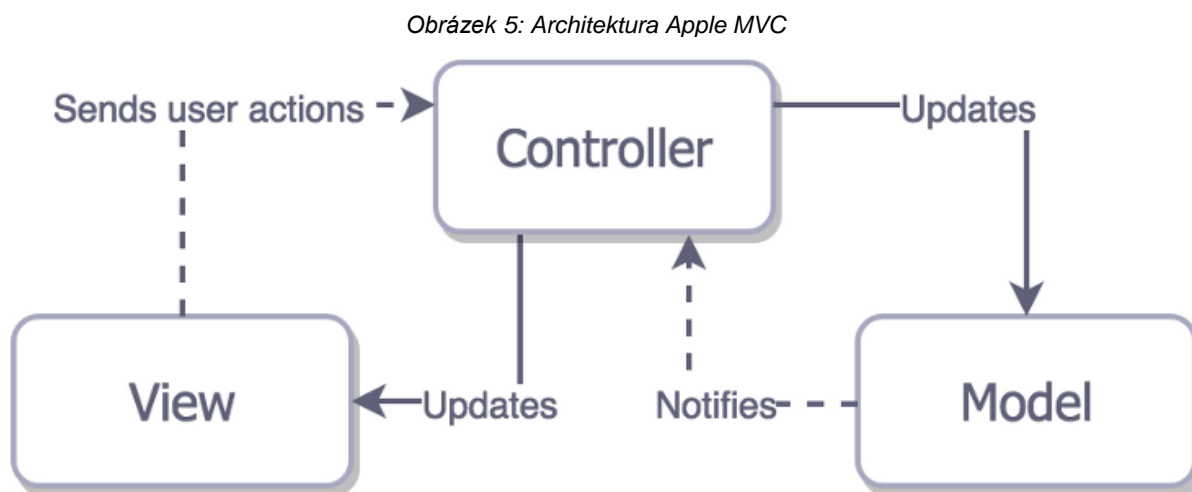 Obrázek 5: Architektura Apple MVC
Sends user actions
Controller
Updates
View
Updates
Notifies
Model